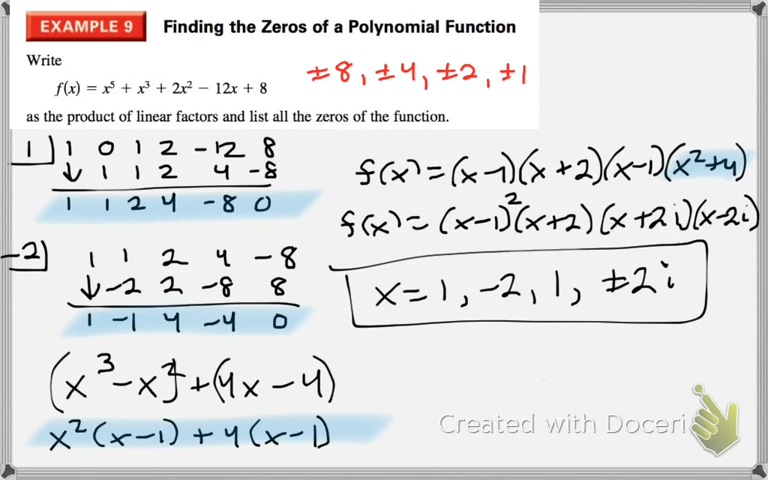 EXAMPLE 9 Finding the Zeros of a Polynomial Function
Write
f(x) = x⁵ + x³ + 2x² − 12x + 8
±8, ±4, ±2, ±1
as the product of linear factors and list all the zeros of the function.
1 | 1 0 1 2 -12 8
↓ 1 1 2 4 -8
1 1 2 4 -8 0
-2 | 1 1 2 4 -8
↓ -2 2 -8 8
1 -1 4 -4 0
(x³ - x²) + (4x - 4)
x²(x-1) + 4(x-1)
f(x) = (x-1)(x+2)(x-1)(x²+4)
f(x) = (x-1)²(x+2)(x+2i)(x-2i)
x = 1, -2, 1, ±2i
Created with Doceri